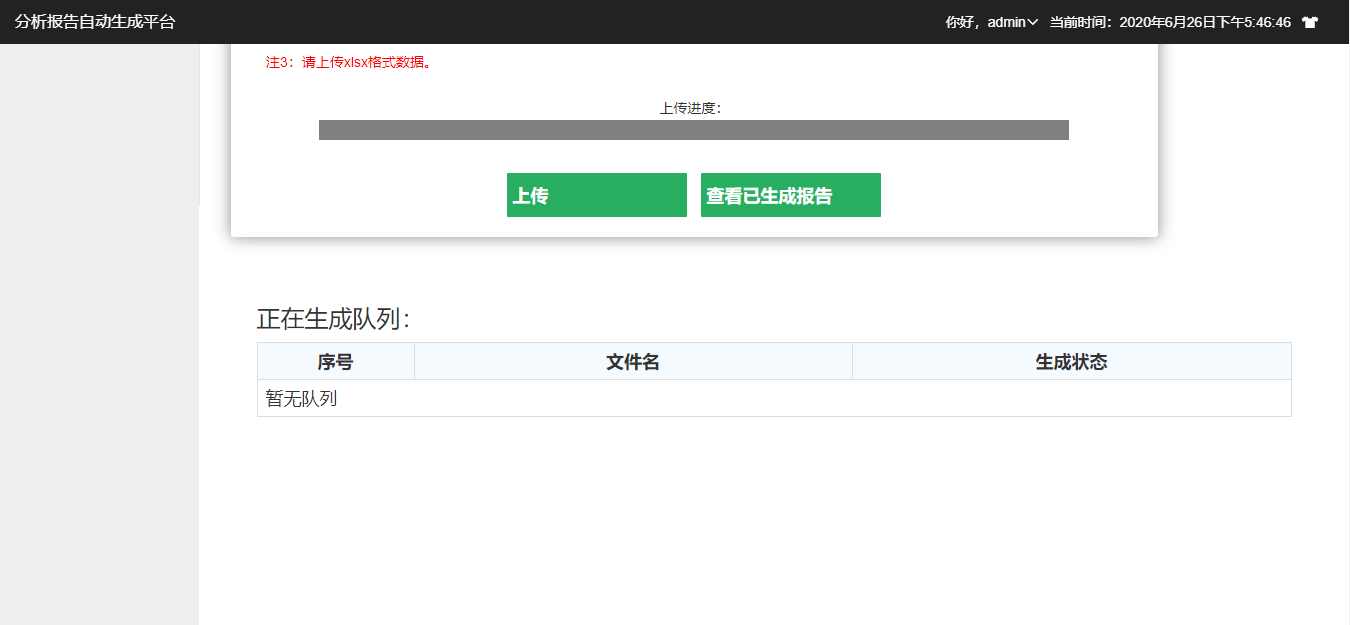 分析报告自动生成平台
你好，admin 当前时间：2020年6月26日下午5:46:46
注3：请上传xlsx格式数据。
上传进度：
上传 查看已生成报告
正在生成队列：
序号 文件名 生成状态
暂无队列